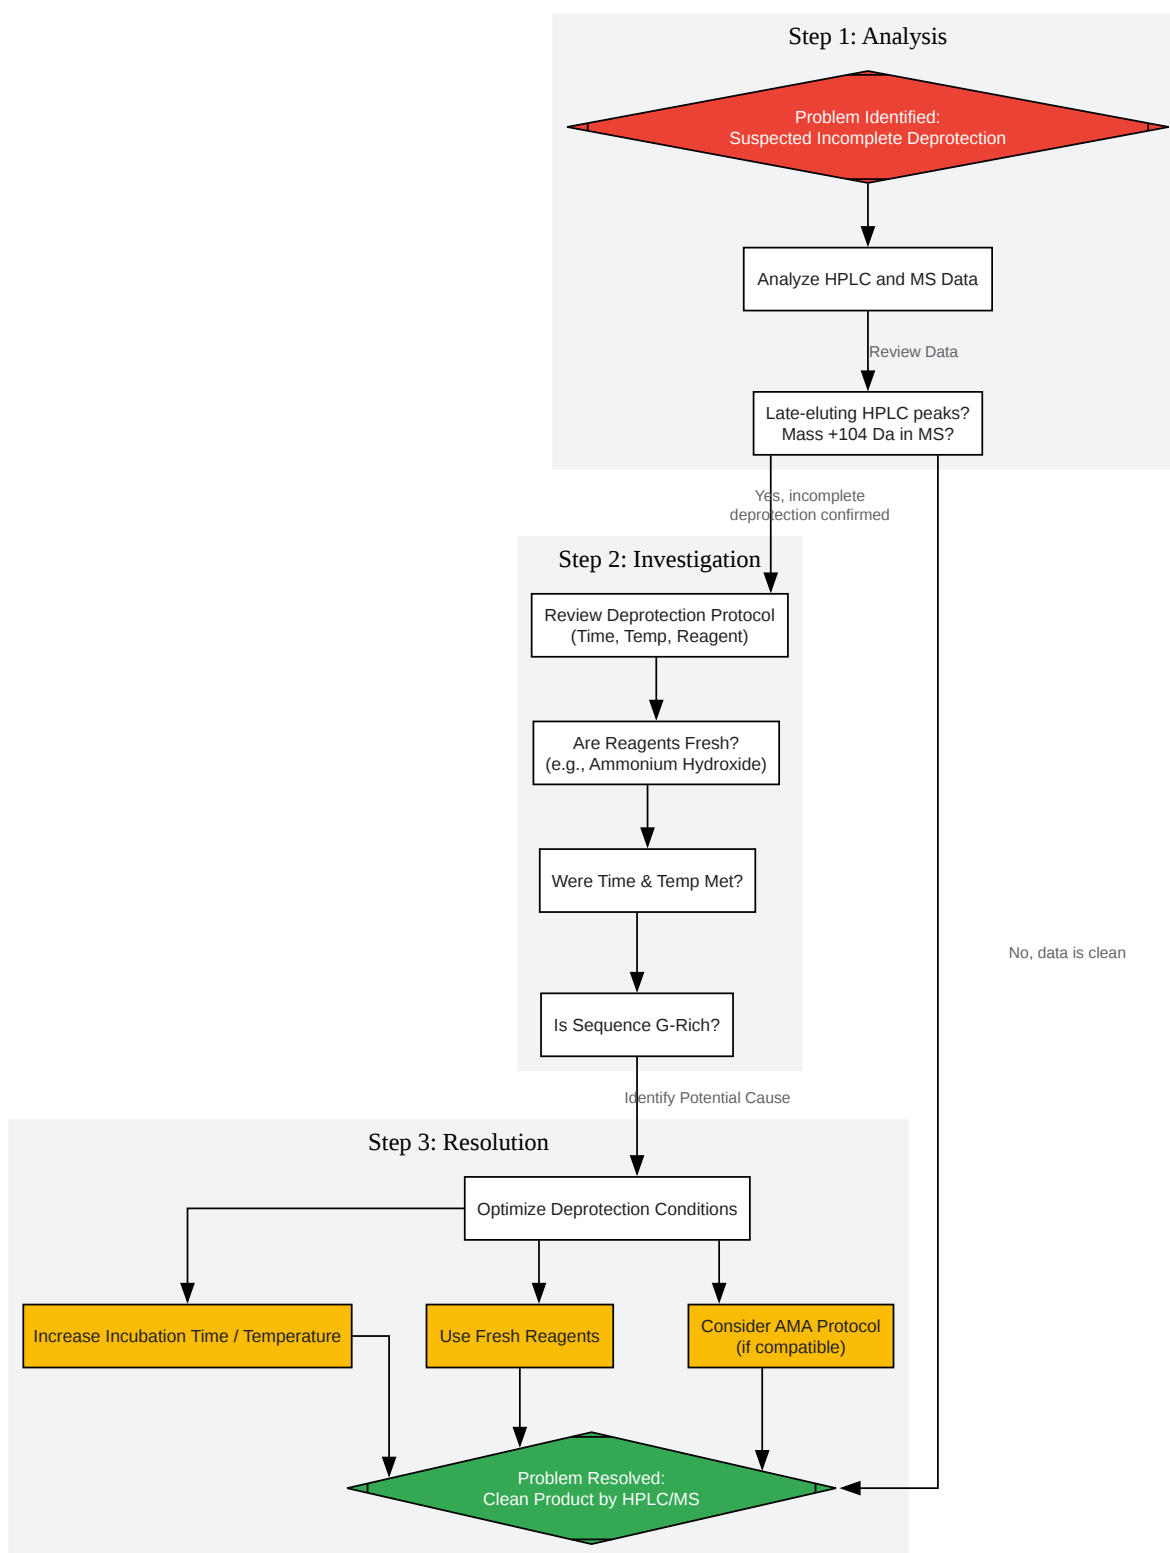 Step 1: Analysis
Problem Identified:
Suspected Incomplete Deprotection
Analyze HPLC and MS Data
Review Data
Late-eluting HPLC peaks?
Mass +104 Da in MS?
Yes, incomplete
deprotection confirmed
Step 2: Investigation
Review Deprotection Protocol
(Time, Temp, Reagent)
Are Reagents Fresh?
(e.g., Ammonium Hydroxide)
Were Time & Temp Met?
No, data is clean
Is Sequence G-Rich?
Identify Potential Cause
Step 3: Resolution
Optimize Deprotection Conditions
Increase Incubation Time / Temperature
Use Fresh Reagents
Consider AMA Protocol
(if compatible)
Problem Resolved:
Clean Product by HPLC/MS